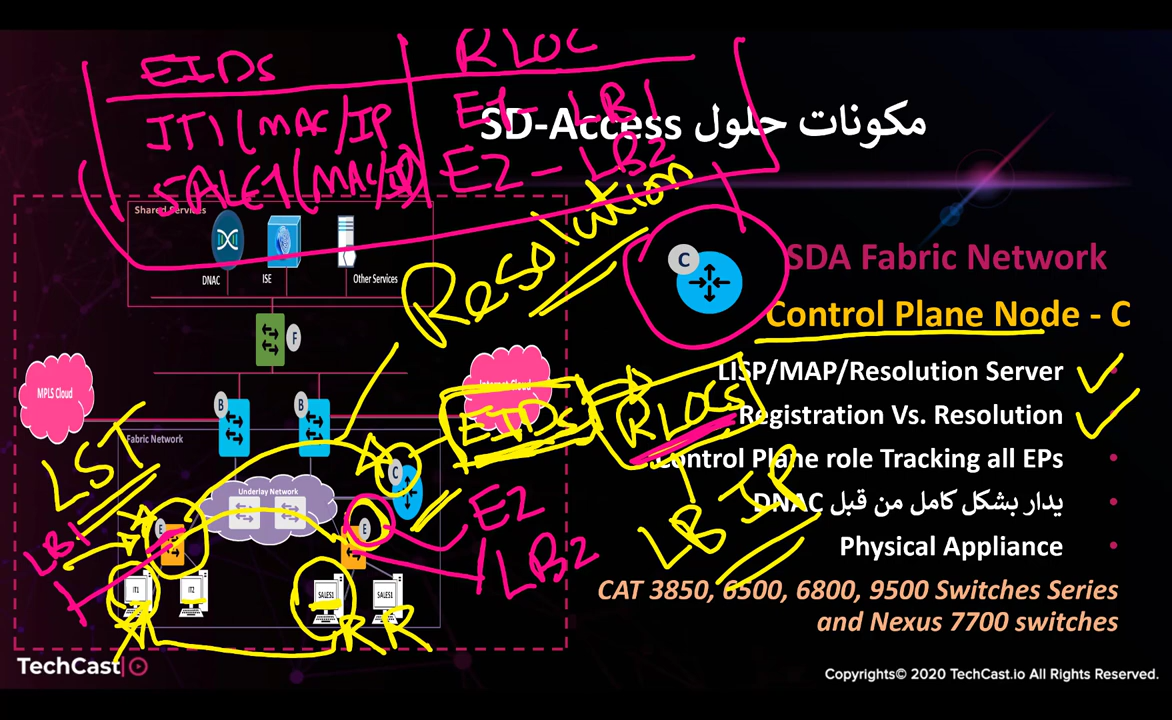 EIDs RLOC
IT1 (MAC/IP E1- LB1
SALE1 (MAC/IP) E2 - LB2
مكونات حلول SD-Access
Resolution
Shared Services
DNAC
ISE
Other Services
F
C
SDA Fabric Network
Control Plane Node - C
LISP/MAP/Resolution Server
Registration Vs. Resolution
Control Plane role Tracking all EPs
يدار بشكل كامل من قبل DNAC
Physical Appliance
CAT 3850, 6500, 6800, 9500 Switches Series
and Nexus 7700 switches
MPLS Cloud
Internet Cloud
B
B
EIDs
RLOCs
LB IP
Fabric Network
LST
Underlay Network
C
E
E
E2
LB2
LB1
IT1
IT2
SALES1
SALES1
RR
TechCast
Copyrights© 2020 TechCast.io All Rights Reserved.